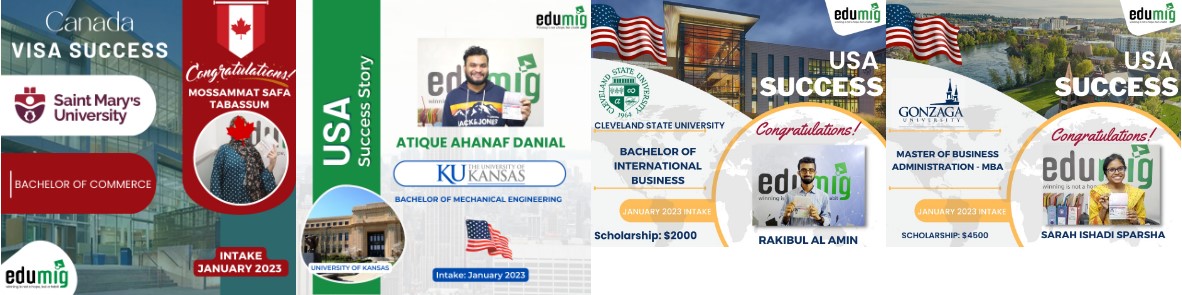 Canada
VISA SUCCESS
Saint Mary's
University
BACHELOR OF COMMERCE
edumig
Congratulations!
MOSSAMMAT SAFA
TABASSUM
INTAKE
JANUARY 2023
USA
Success Story
UNIVERSITY OF KANSAS
edumig
edumig
ATIQUE AHANAF DANIAL
KU THE UNIVERSITY OF
KANSAS
BACHELOR OF MECHANICAL ENGINEERING
Intake: January 2023
edumig
USA
SUCCESS
CLEVELAND STATE UNIVERSITY
1964
CLEVELAND STATE UNIVERSITY
BACHELOR OF
INTERNATIONAL
BUSINESS
JANUARY 2023 INTAKE
Scholarship: $2000
Congratulations!
edumig
RAKIBUL AL AMIN
edumig
USA
SUCCESS
GONZAGA
UNIVERSITY
MASTER OF BUSINESS
ADMINISTRATION - MBA
JANUARY 2023 INTAKE
SCHOLARSHIP: $4500
Congratulations!
edumig
SARAH ISHADI SPARSHA